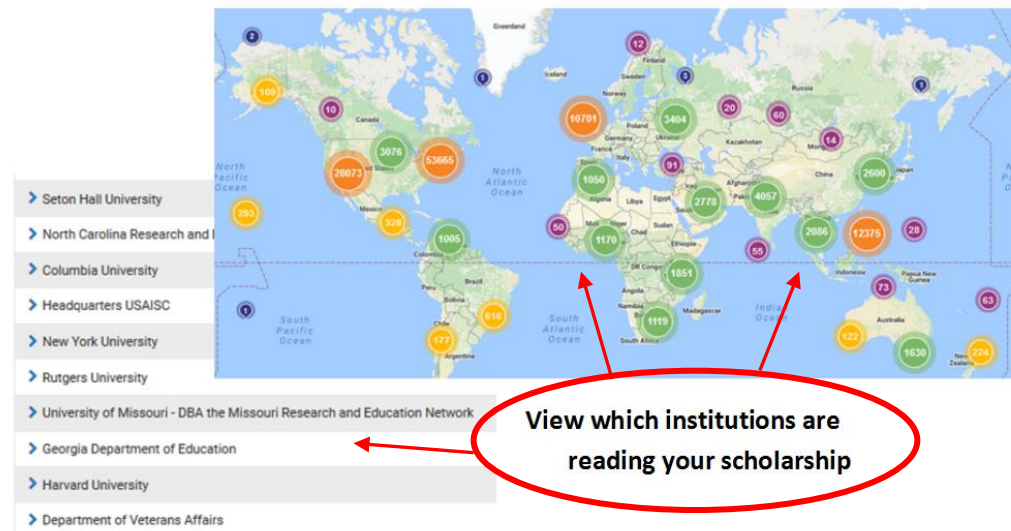 Greenland
2
12
Finland
3
1
Iceland
Sweden
1
109
Norway
Russia
10
Canada
10701
3404
20
60
Poland
Germany
Ukraine
Kazakhstan
14
3076
53665
France
Italy
28073
Spain
91
North
Pacific
Ocean
North
Atlantic
Ocean
1050
China
2600
Japan
Algeria
Libya
Egypt
Iraq
2778
4057
Seton Hall University
293
Mexico
328
50
Mali
Niger
Chad
Sudan
2086
12375
28
North Carolina Research and
1005
1170
Ethiopia
55
Columbia University
DR Congo
1851
Indonesia
Papua New
Guinea
Brazil
Peru
73
Headquarters USAISC
1
Bolivia
Angola
63
South
Pacific
Ocean
616
South
Atlantic
Ocean
Namibia
Madagascar
Indian
Ocean
New York University
Chile
177
1119
South Africa
Australia
122
1630
New
Zealand
224
Argentina
Rutgers University
University of Missouri - DBA the Missouri Research and Education Network
Georgia Department of Education
Harvard University
Department of Veterans Affairs
View which institutions are
reading your scholarship